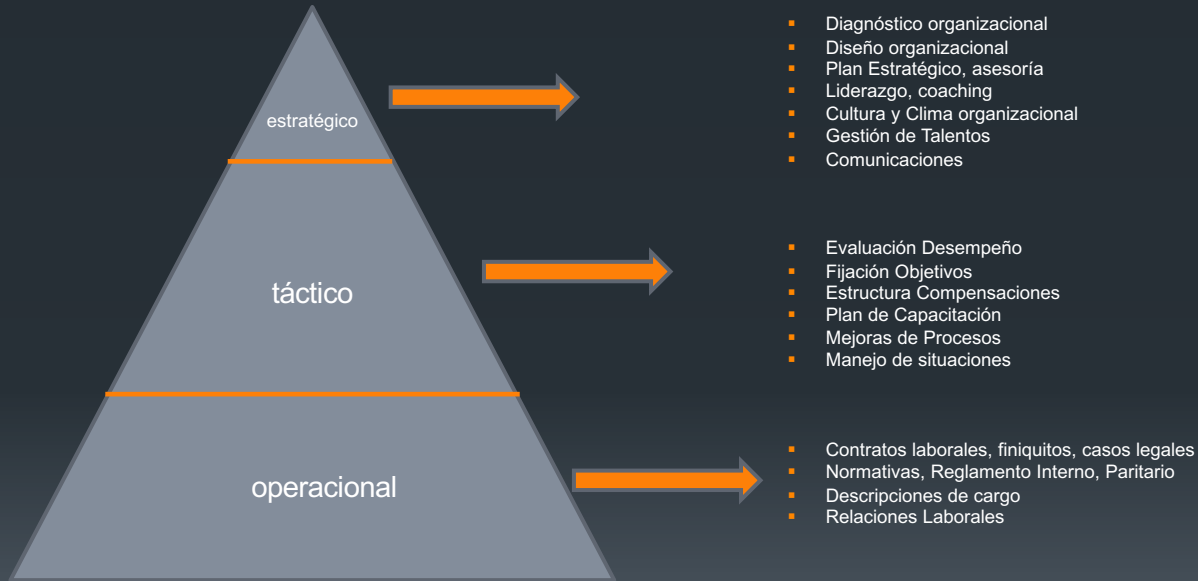 estratégico
▪ Diagnóstico organizacional
▪ Diseño organizacional
▪ Plan Estratégico, asesoría
▪ Liderazgo, coaching
▪ Cultura y Clima organizacional
▪ Gestión de Talentos
▪ Comunicaciones
táctico
▪ Evaluación Desempeño
▪ Fijación Objetivos
▪ Estructura Compensaciones
▪ Plan de Capacitación
▪ Mejoras de Procesos
▪ Manejo de situaciones
operacional
▪ Contratos laborales, finiquitos, casos legales
▪ Normativas, Reglamento Interno, Paritario
▪ Descripciones de cargo
▪ Relaciones Laborales